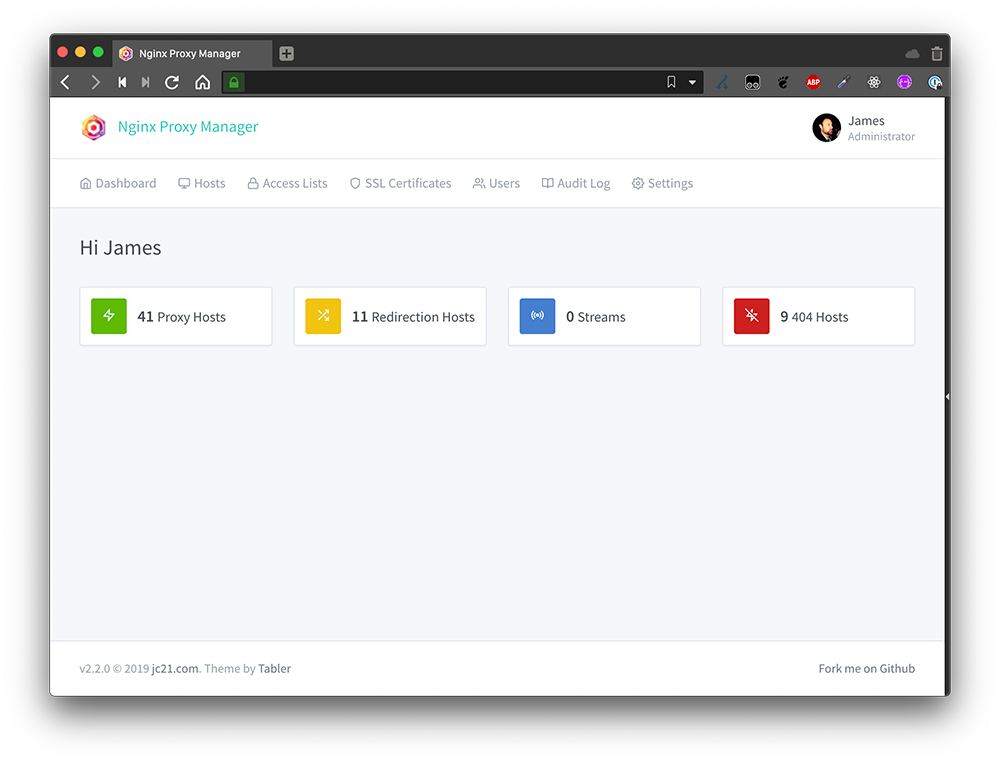 Nginx Proxy Manager
ABP
Nginx Proxy Manager
James
Administrator
Dashboard Hosts Access Lists SSL Certificates Users Audit Log Settings
Hi James
41 Proxy Hosts 11 Redirection Hosts 0 Streams 9 404 Hosts
v2.2.0 © 2019 jc21.com. Theme by Tabler Fork me on Github